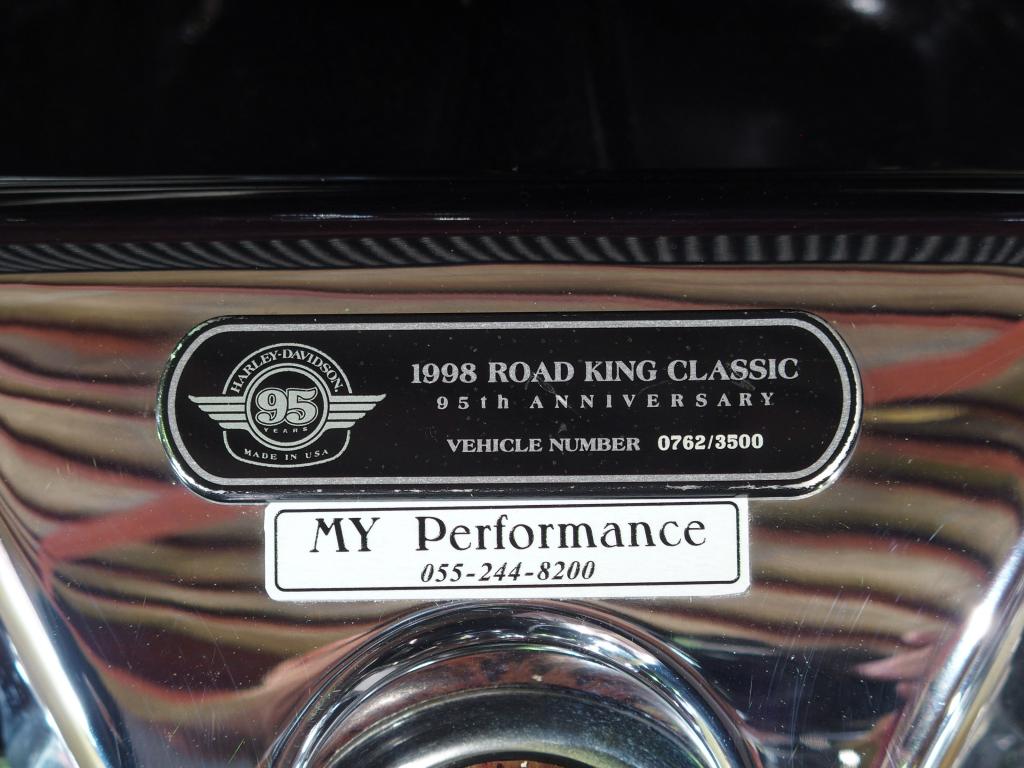 HARLEY-DAVIDSON
95
YEARS
MADE IN USA
1998 ROAD KING CLASSIC
95th ANNIVERSARY
VEHICLE NUMBER 0762/3500
MY Performance
055-244-8200